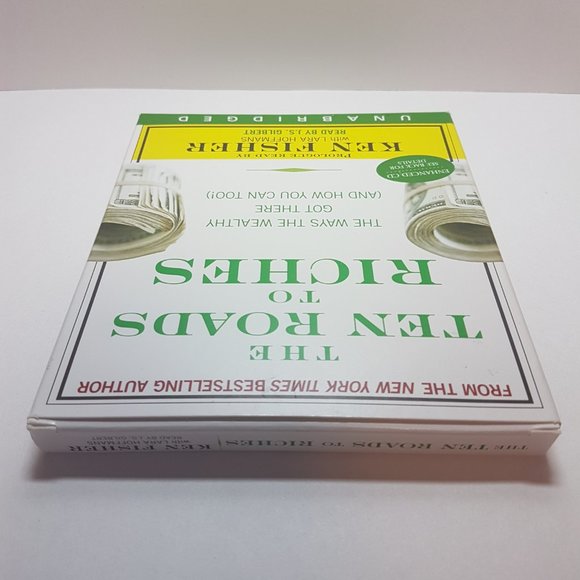 FROM THE NEW YORK TIMES BESTSELLING AUTHOR
THE
TEN ROADS
TO
RICHES
THE WAYS THE WEALTHY
GOT THERE
(AND HOW YOU CAN TOO!)
ENHANCED CD
SEE BACK FOR
DETAILS
PROLOGUE READ BY
KEN FISHER
with LARA HOFFMANS
READ BY J.S. GILBERT
UNABRIDGED
THE TEN ROADS TO RICHES
KEN FISHER
with LARA HOFFMANS
READ BY J.S. GILBERT